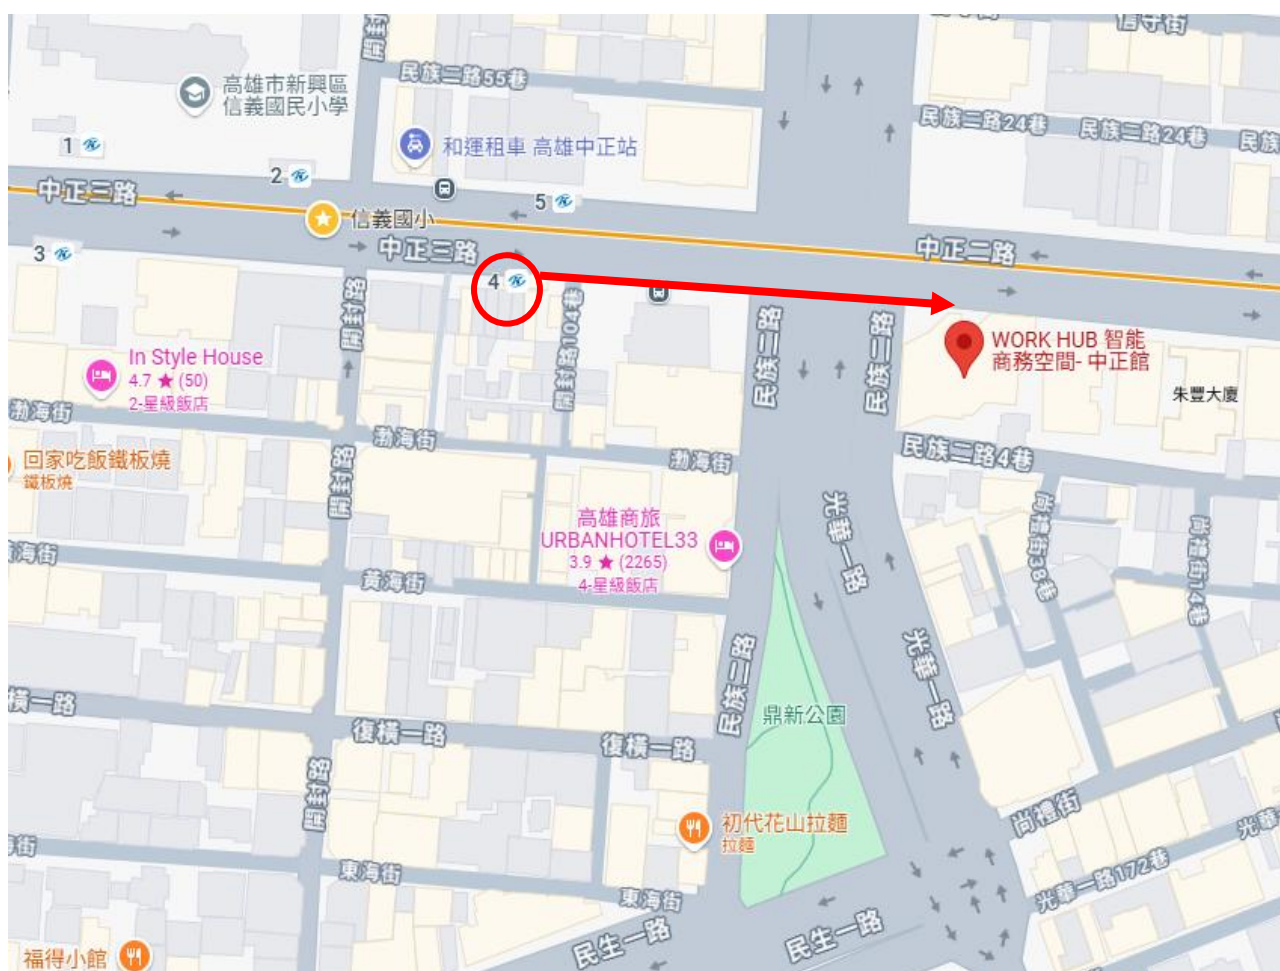 開封
信守街
民族二路55巷
高雄市新興區
信義國民小學
民族二路24巷
民族二路24巷
民族
1
和運租車 高雄中正站
2
中正三路
5
信義國小
3
中正三路
中正二路
4
開封路
開封路104巷
民族二路
民族二路
WORK HUB 智能
商務空間- 中正館
In Style House
4.7 ★ (50)
2-星級飯店
朱豐大廈
渤海街
渤海街
渤海街
民族二路4巷
回家吃飯鐵板燒
鐵板燒
開封路
高雄商旅
URBANHOTEL33
3.9 ★ (2265)
4-星級飯店
光華一路
尚禮街38巷
尚禮街14巷
海街
黃海街
民族二路
光華一路
橫一路
復橫一路
復橫一路
鼎新公園
開封路
初代花山拉麵
拉麵
尚禮街
光華
街
東海街
東海街
光華一路172巷
民生一路
民生一路
福得小館